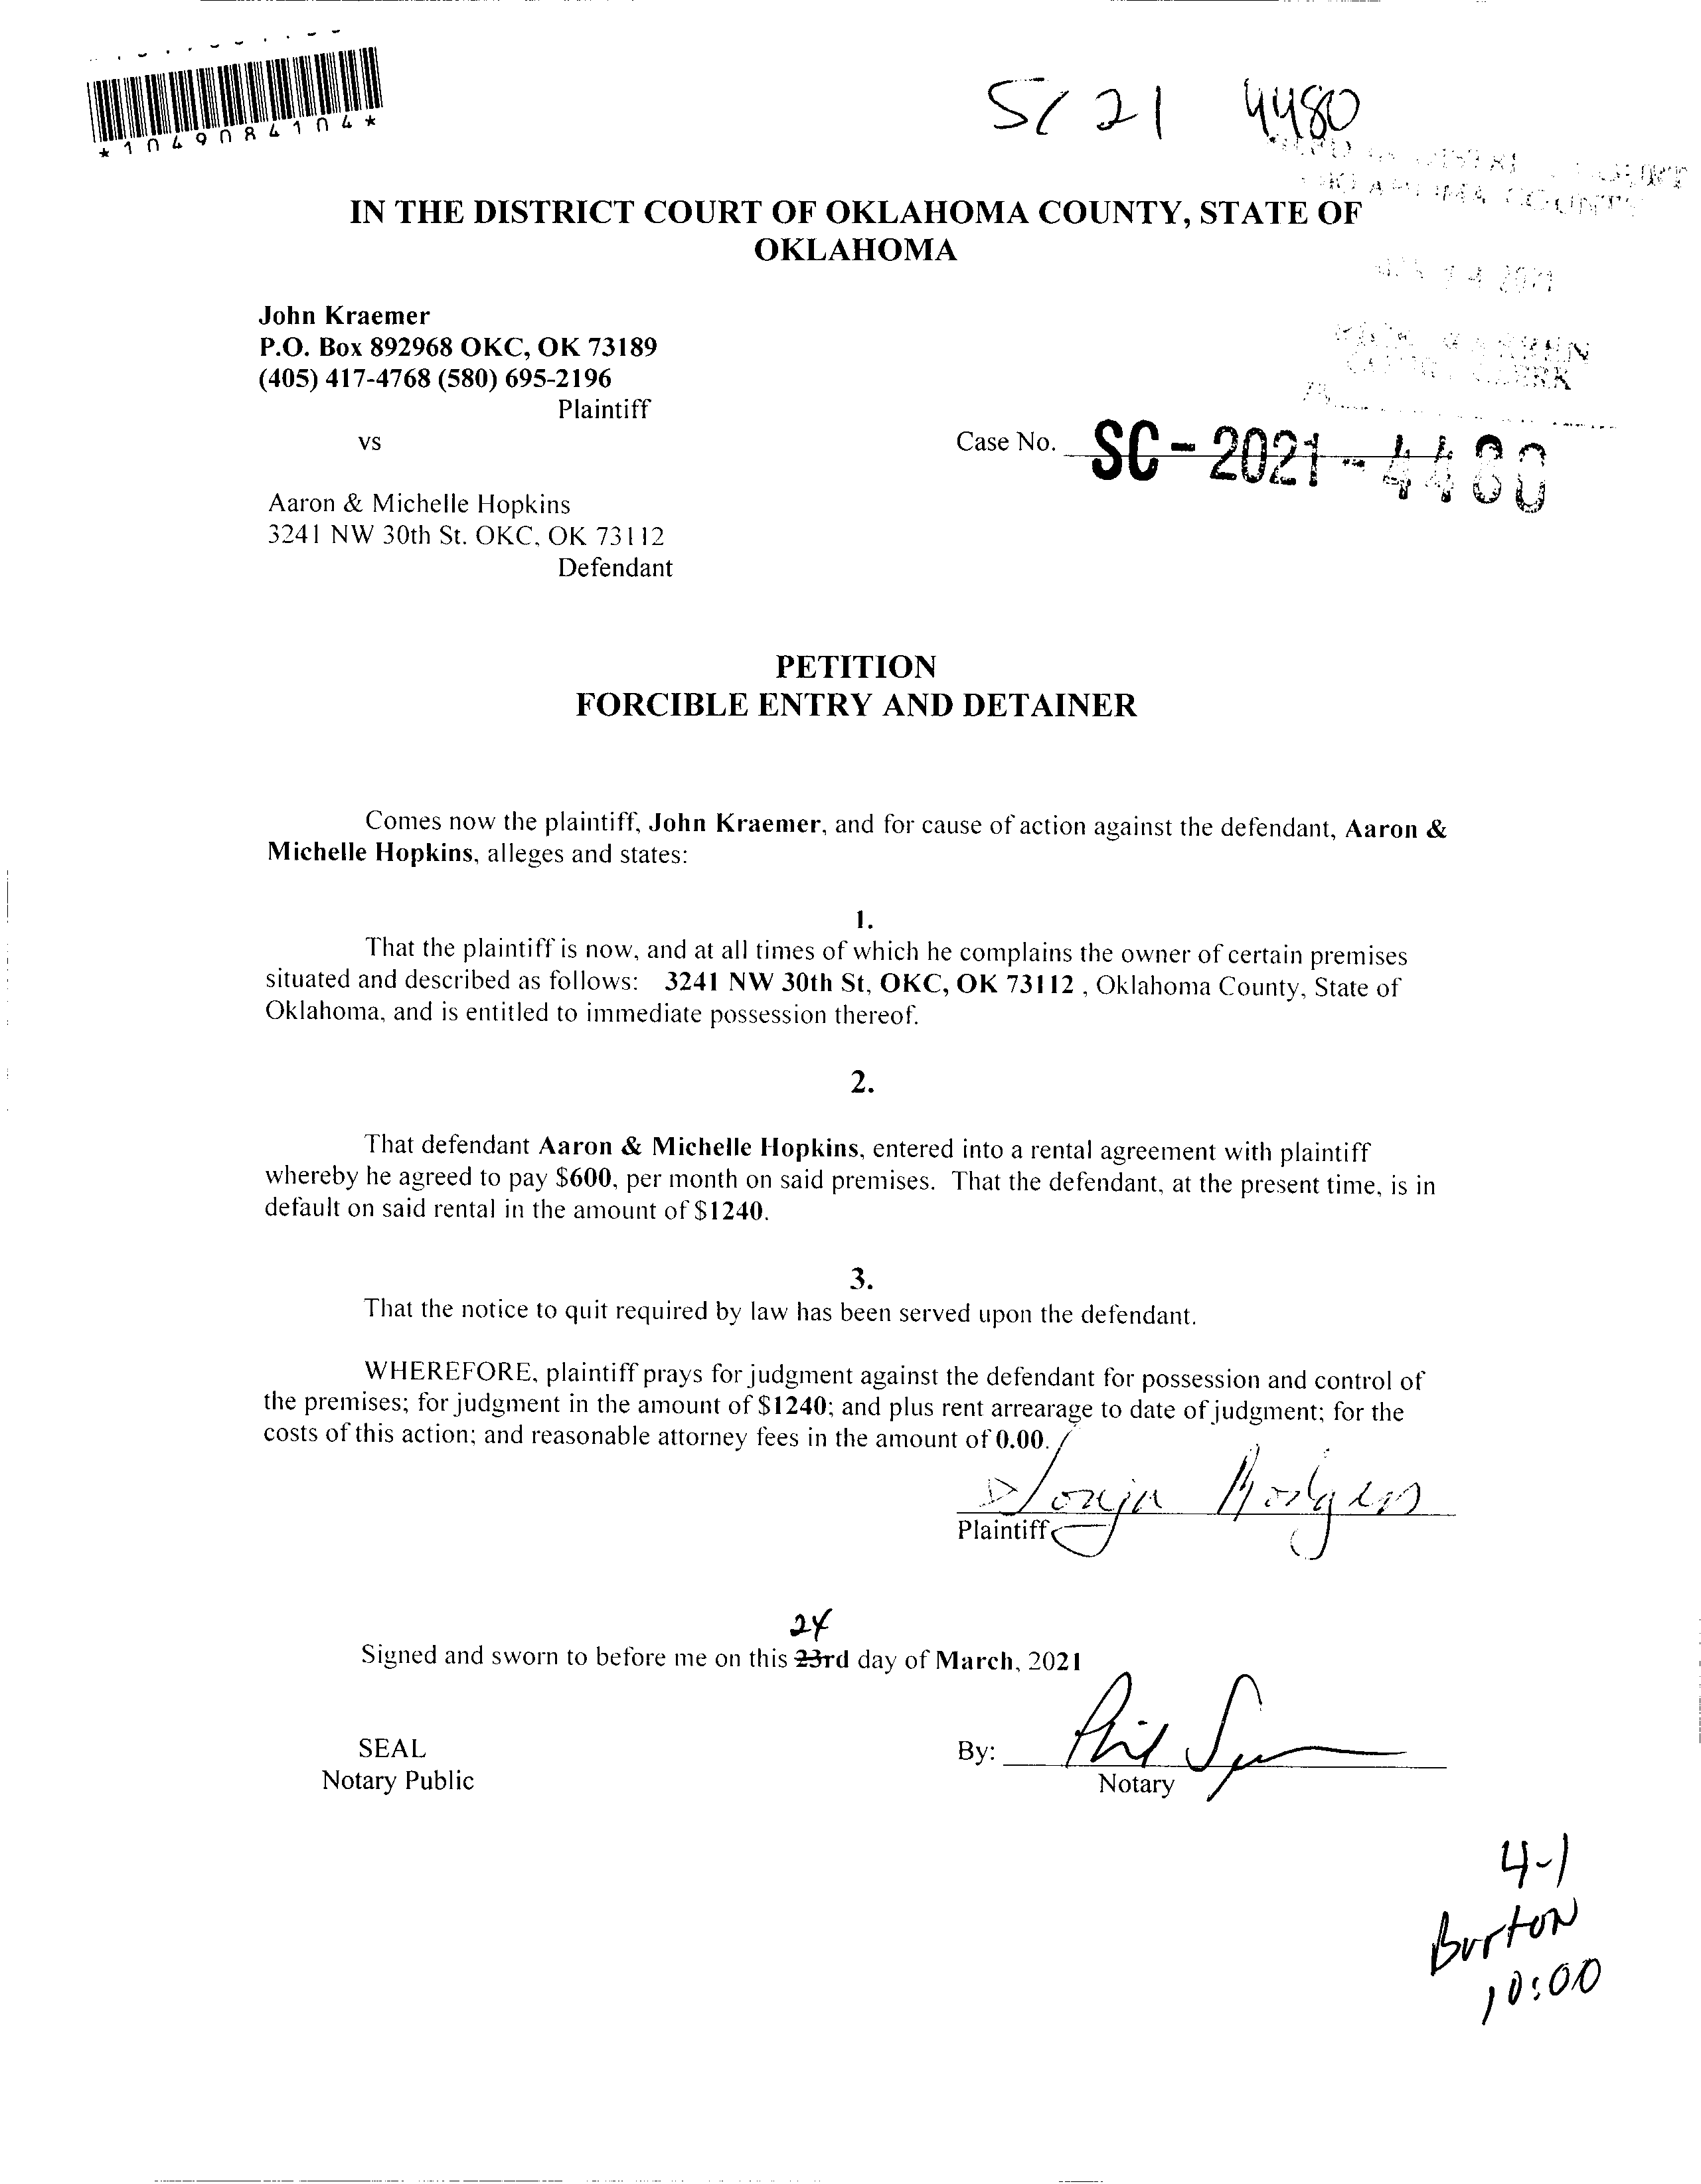 *1049084104*
SC 21 4480
COURT
COUNTY
IN THE DISTRICT COURT OF OKLAHOMA COUNTY, STATE OF
OKLAHOMA
2021
John Kraemer
P.O. Box 892968 OKC, OK 73189
(405) 417-4768 (580) 695-2196
Plaintiff
WARREN
CLERK
vs
Case No. SC-2021-4480
Aaron & Michelle Hopkins
3241 NW 30th St. OKC, OK 73112
Defendant
PETITION
FORCIBLE ENTRY AND DETAINER
Comes now the plaintiff, John Kraemer, and for cause of action against the defendant, Aaron &
Michelle Hopkins, alleges and states:
1.
That the plaintiff is now, and at all times of which he complains the owner of certain premises
situated and described as follows: 3241 NW 30th St, OKC, OK 73112 , Oklahoma County, State of
Oklahoma, and is entitled to immediate possession thereof.
2.
That defendant Aaron & Michelle Hopkins, entered into a rental agreement with plaintiff
whereby he agreed to pay $600, per month on said premises. That the defendant, at the present time, is in
default on said rental in the amount of $1240.
3.
That the notice to quit required by law has been served upon the defendant.
WHEREFORE, plaintiff prays for judgment against the defendant for possession and control of
the premises; for judgment in the amount of $1240; and plus rent arrearage to date of judgment; for the
costs of this action; and reasonable attorney fees in the amount of 0.00.
Plaintiff
24
Signed and sworn to before me on this 23rd day of March, 2021
SEAL
Notary Public
By: Phil
Notary
4-1
Burton
10:00